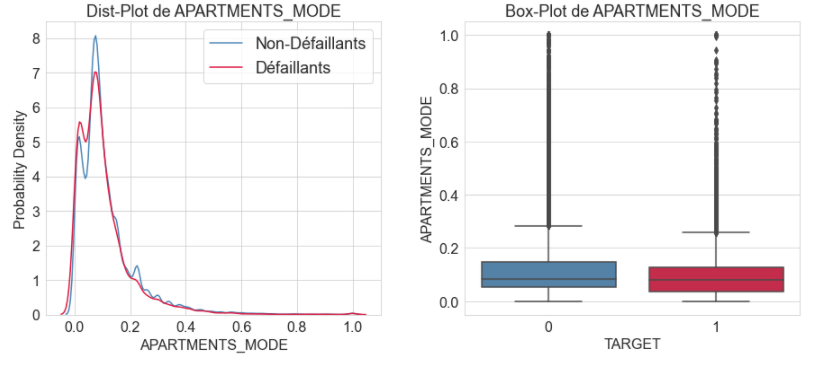 Dist-Plot de APARTMENTS_MODE
8
7
6
5
4
3
2
1
0
Probability Density
Non-Défaillants
Défaillants
0.0 0.2 0.4 0.6 0.8 1.0
APARTMENTS_MODE
Box-Plot de APARTMENTS_MODE
1.0
0.8
0.6
0.4
0.2
0.0
APARTMENTS_MODE
0 1
TARGET